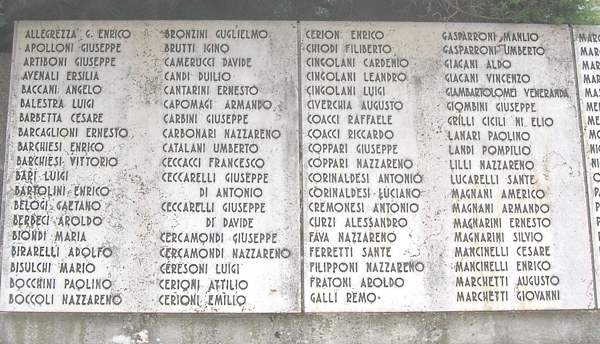 ALLEGREZZA G. ENRICO
APOLLONI GIUSEPPE
ARTIBONI GIUSEPPE
AVENALI ERSILIA
BACCANI ANGELO
BALESTRA LUIGI
BARBETTA CESARE
BARCAGLIONI ERNESTO
BARCHIESI ENRICO
BARCHIESI VITTORIO
BARI LUIGI
BARTOLINI ENRICO
BELOGI GAETANO
BERBECI AROLDO
BIONDI MARIA
BIRARELLI ADOLFO
BISULCHI MARIO
BOCCHINI PAOLINO
BOCCOLI NAZZARENO
BRONZINI GUGLIELMO
BRUTTI IGINO
CAMERUCCI DAVIDE
CANDI DUILIO
CANTARINI ERNESTO
CAPOMAGI ARMANDO
CARBINI GIUSEPPE
CARBONARI NAZZARENO
CATALANI UMBERTO
CECCACCI FRANCESCO
CECCARELLI GIUSEPPE
DI ANTONIO
CECCARELLI GIUSEPPE
DI DAVIDE
CERCAMONDI GIUSEPPE
CERCAMONDI NAZZARENO
CERESONI LUIGI
CERIONI ATTILIO
CERIONI EMILIO
CERION ENRICO
CHIODI FILIBERTO
CINGOLANI CARDENIO
CINGOLANI LEANDRO
CINGOLANI LUIGI
CIVERCHIA AUGUSTO
COACCI RAFFAELE
COACCI RICCARDO
COPPARI GIUSEPPE
COPPARI NAZZARENO
CORINALDESI ANTONIO
CORINALDESI LUCIANO
CREMONESI ANTONIO
CURZI ALESSANDRO
FAVA NAZZARENO
FERRETTI SANTE
FILIPPONI NAZZARENO
FRATONI AROLDO
GALLI REMO
GASPARRONI MANLIO
GASPARRONI UMBERTO
GIACANI ALDO
GIACANI VINCENZO
GIAMBARTOLOMEI VENERANDA
GIOMBINI GIUSEPPE
GRILLI CICILI NI. ELIO
LANARI PAOLINO
LANDI POMPILIO
LILLI NAZZARENO
LUCARELLI SANTE
MAGNANI AMERICO
MAGNANI ARMANDO
MAGNARINI ERNESTO
MAGNARINI SILVIO
MANCINELLI CESARE
MANCINELLI ENRICO
MARCHETTI AUGUSTO
MARCHETTI GIOVANNI